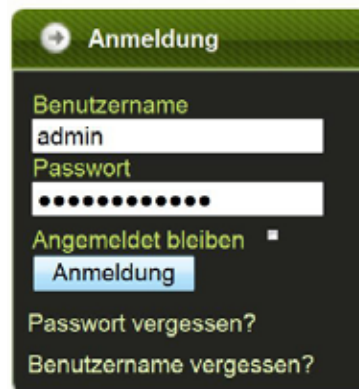 Anmeldung
Benutzername
admin
Passwort
●●●●●●●●●●●●
Angemeldet bleiben
Anmeldung
Passwort vergessen?
Benutzername vergessen?